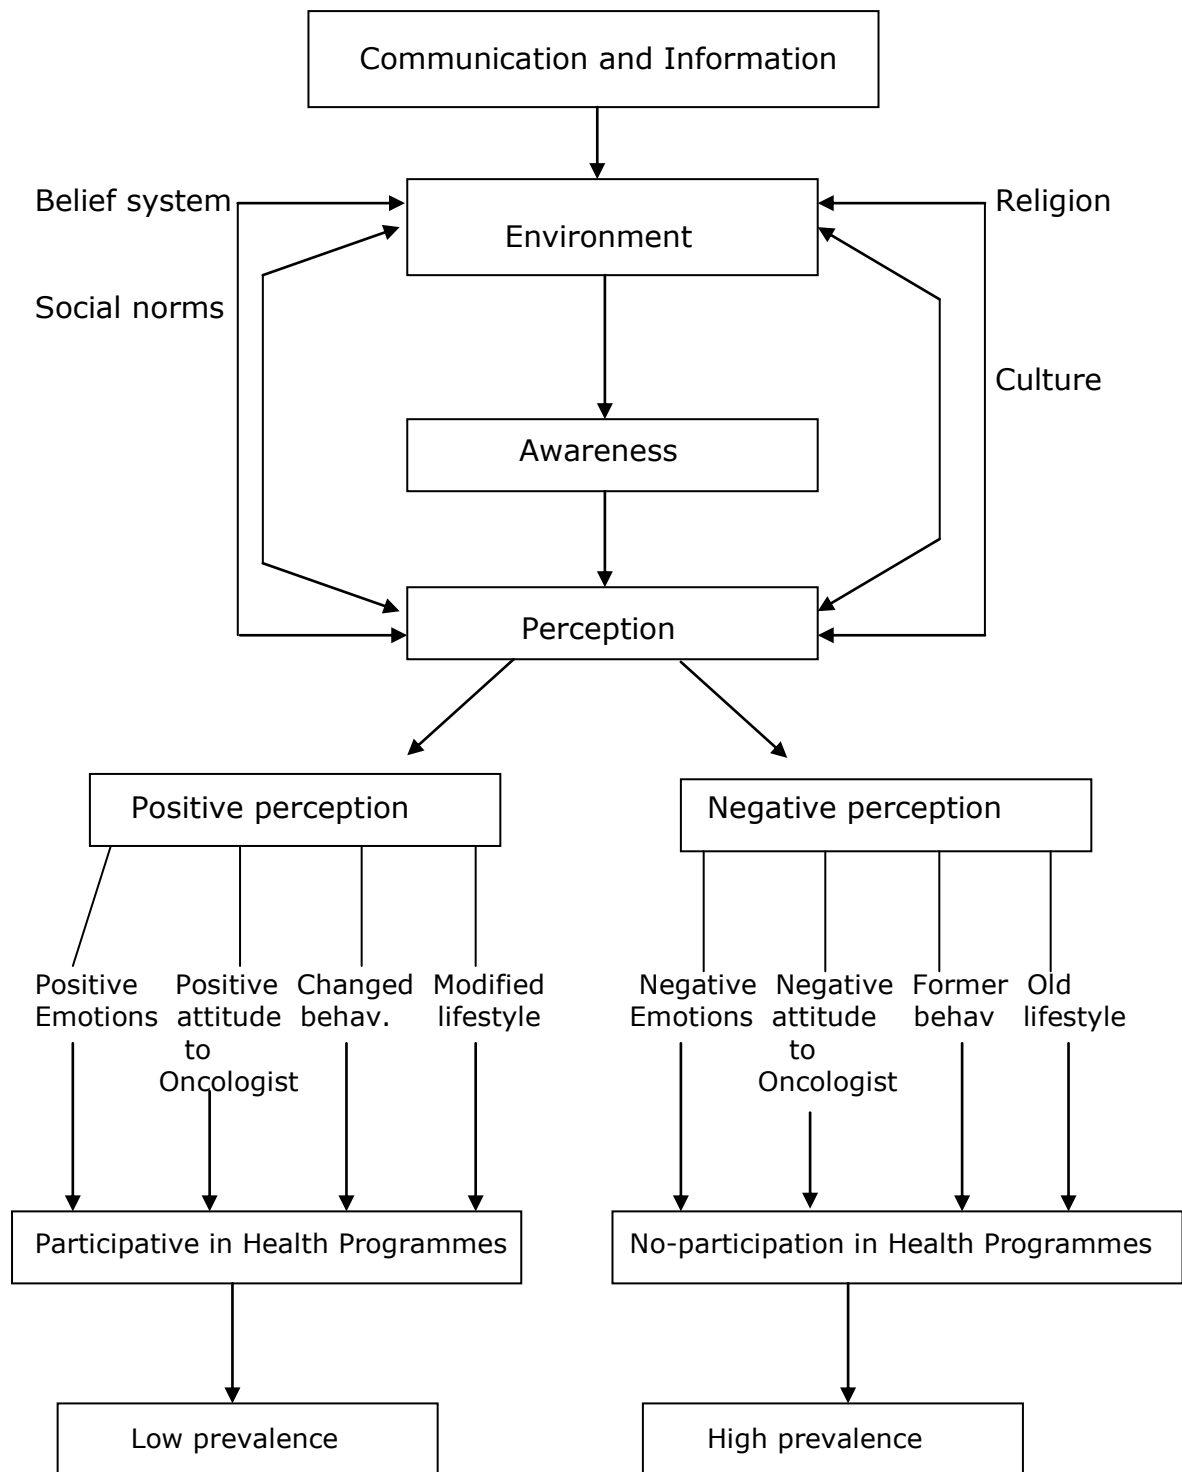 Communication and Information
Belief system
Religion
Environment
Social norms
Culture
Awareness
Perception
Positive perception
Negative perception
Positive
Emotions
Positive
attitude
to
Oncologist
Changed
behav.
Modified
lifestyle
Negative
Emotions
Negative
attitude
to
Oncologist
Former
behav
Old
lifestyle
Participative in Health Programmes
No-participation in Health Programmes
Low prevalence
High prevalence